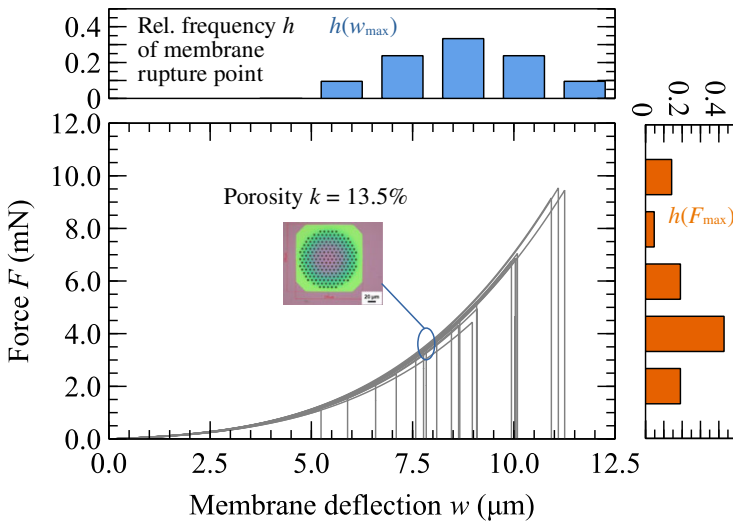 Rel. frequency h
of membrane
rupture point
h(wmax)
0.4
0.2
0
0
0.2
0.4
h(Fmax)
12.0
10.0
8.0
6.0
4.0
2.0
0.0
Force F (mN)
Porosity k = 13.5%
20 μm
0.0
2.5
5.0
7.5
10.0
12.5
Membrane deflection w (μm)